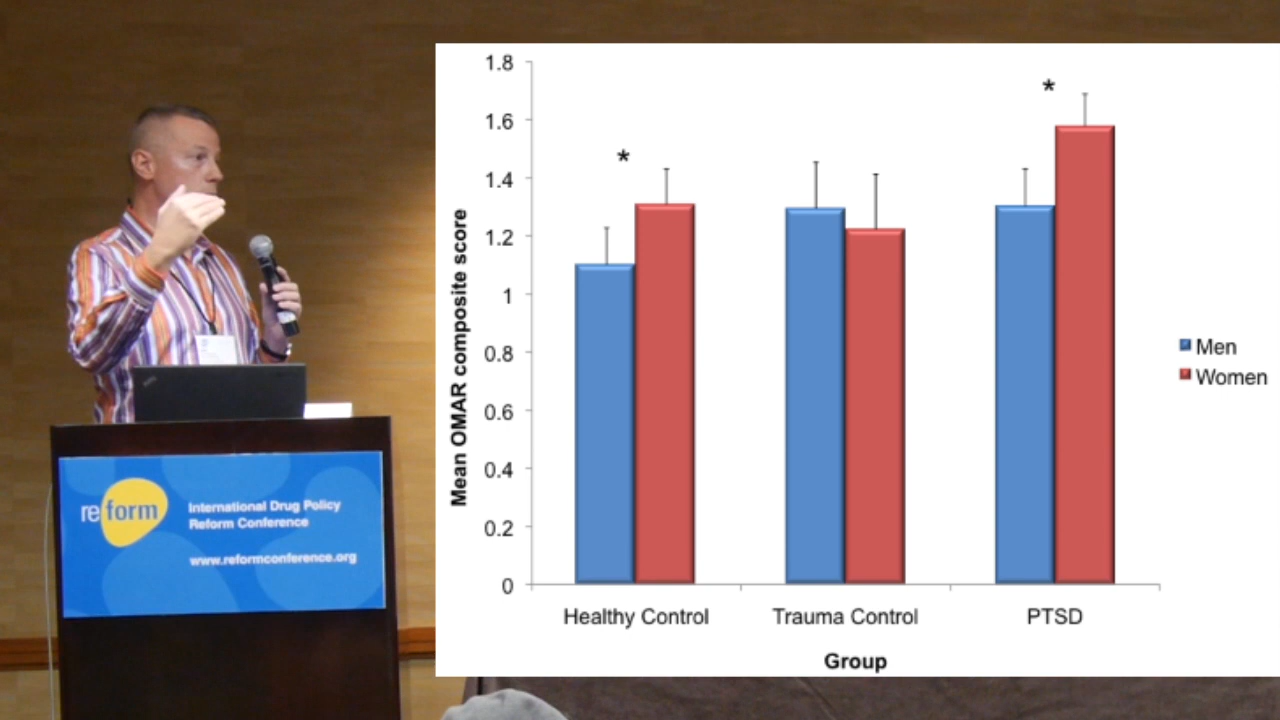 re form
International Drug Policy
Reform Conference
www.reformconference.org
1.8
1.6
1.4
1.2
1
0.8
0.6
0.4
0.2
0
Mean OMAR composite score
*
*
Healthy Control
Trauma Control
PTSD
Group
Men
Women